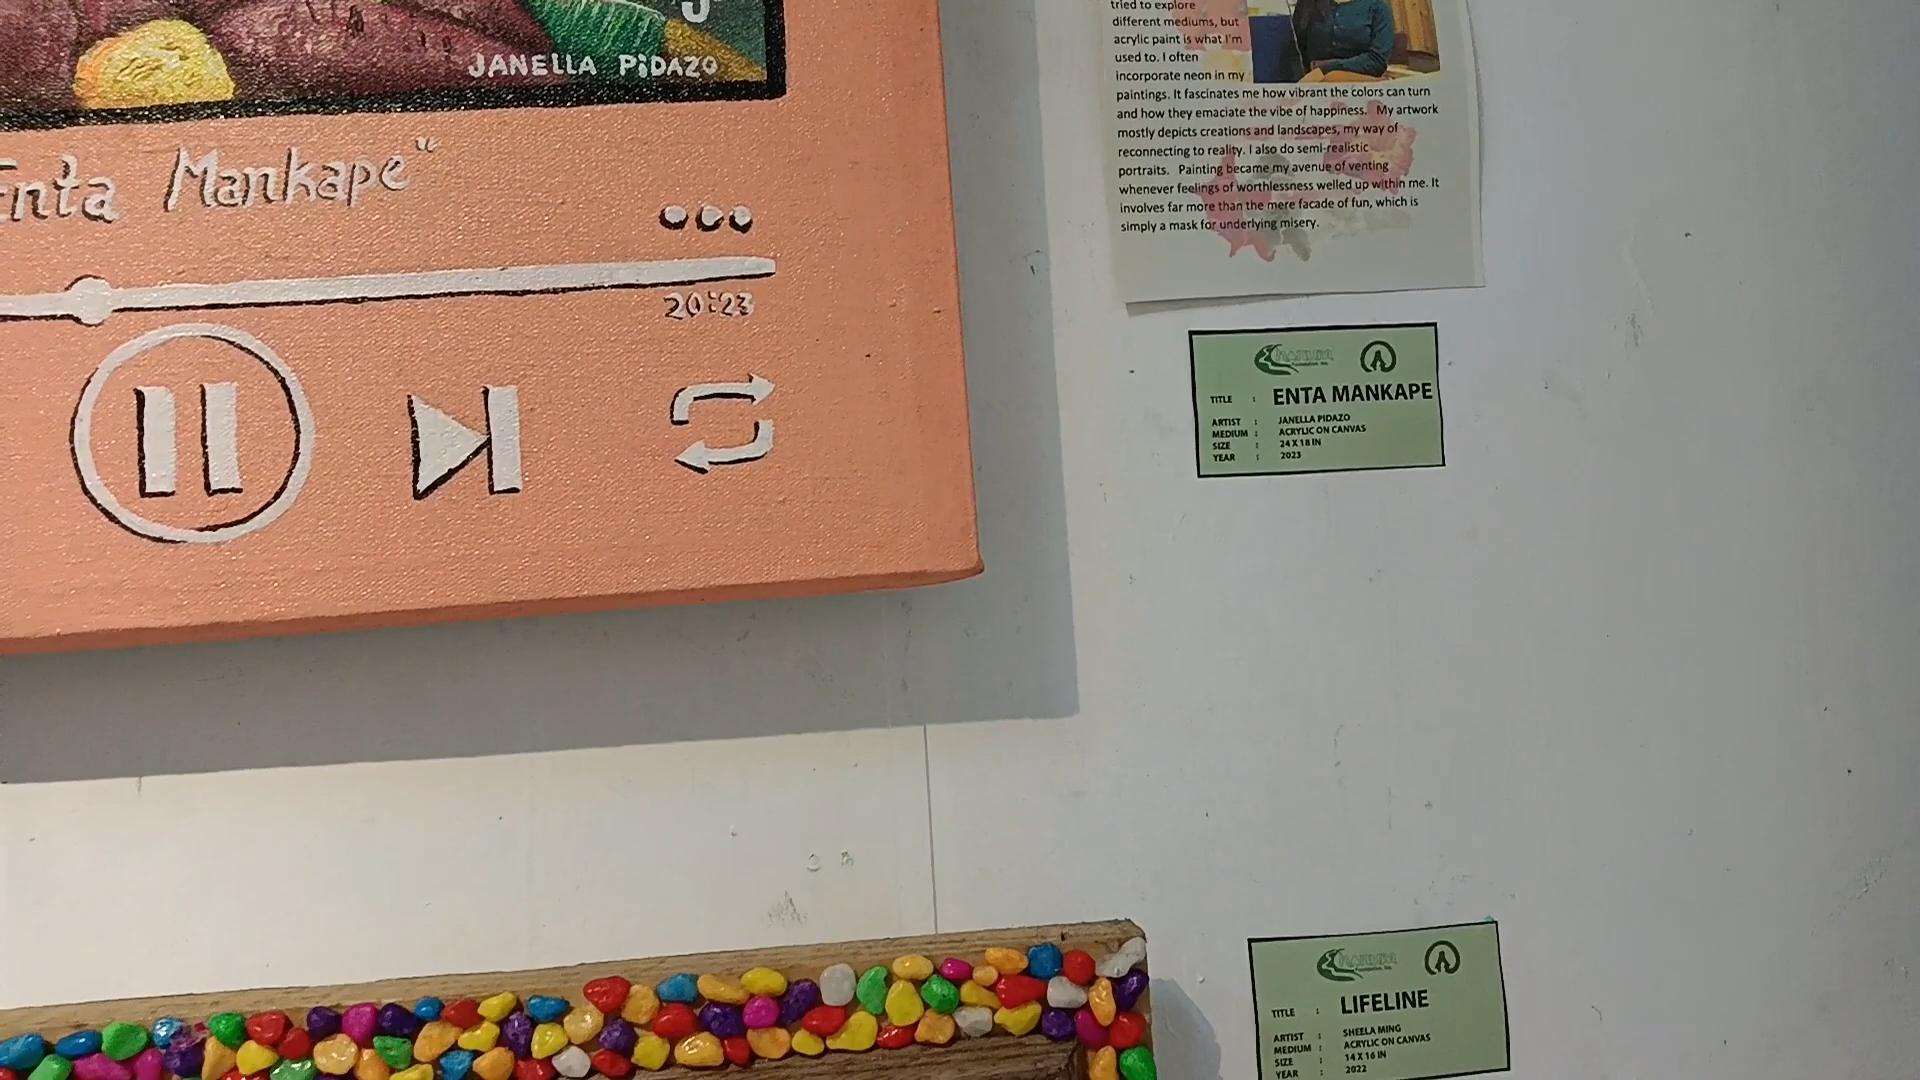 JANELLA PiDAZO
Enta Mankape"
20:23
tried to explore
different mediums, but
acrylic paint is what I'm
used to. I often
incorporate neon in my
paintings. It fascinates me how vibrant the colors can turn
and how they emaciate the vibe of happiness. My artwork
mostly depicts creations and landscapes, my way of
reconnecting to reality. I also do semi-realistic
portraits. Painting became my avenue of venting
whenever feelings of worthlessness welled up within me. It
involves far more than the mere facade of fun, which is
simply a mask for underlying misery.
Foundation, Inc.
TITLE : ENTA MANKAPE
ARTIST : JANELLA PIDAZO
MEDIUM : ACRYLIC ON CANVAS
SIZE : 24 X 18 IN
YEAR : 2023
Foundation, Inc.
TITLE : LIFELINE
ARTIST : SHEELA MING
MEDIUM : ACRYLIC ON CANVAS
SIZE : 14 X 16 IN
YEAR : 2022